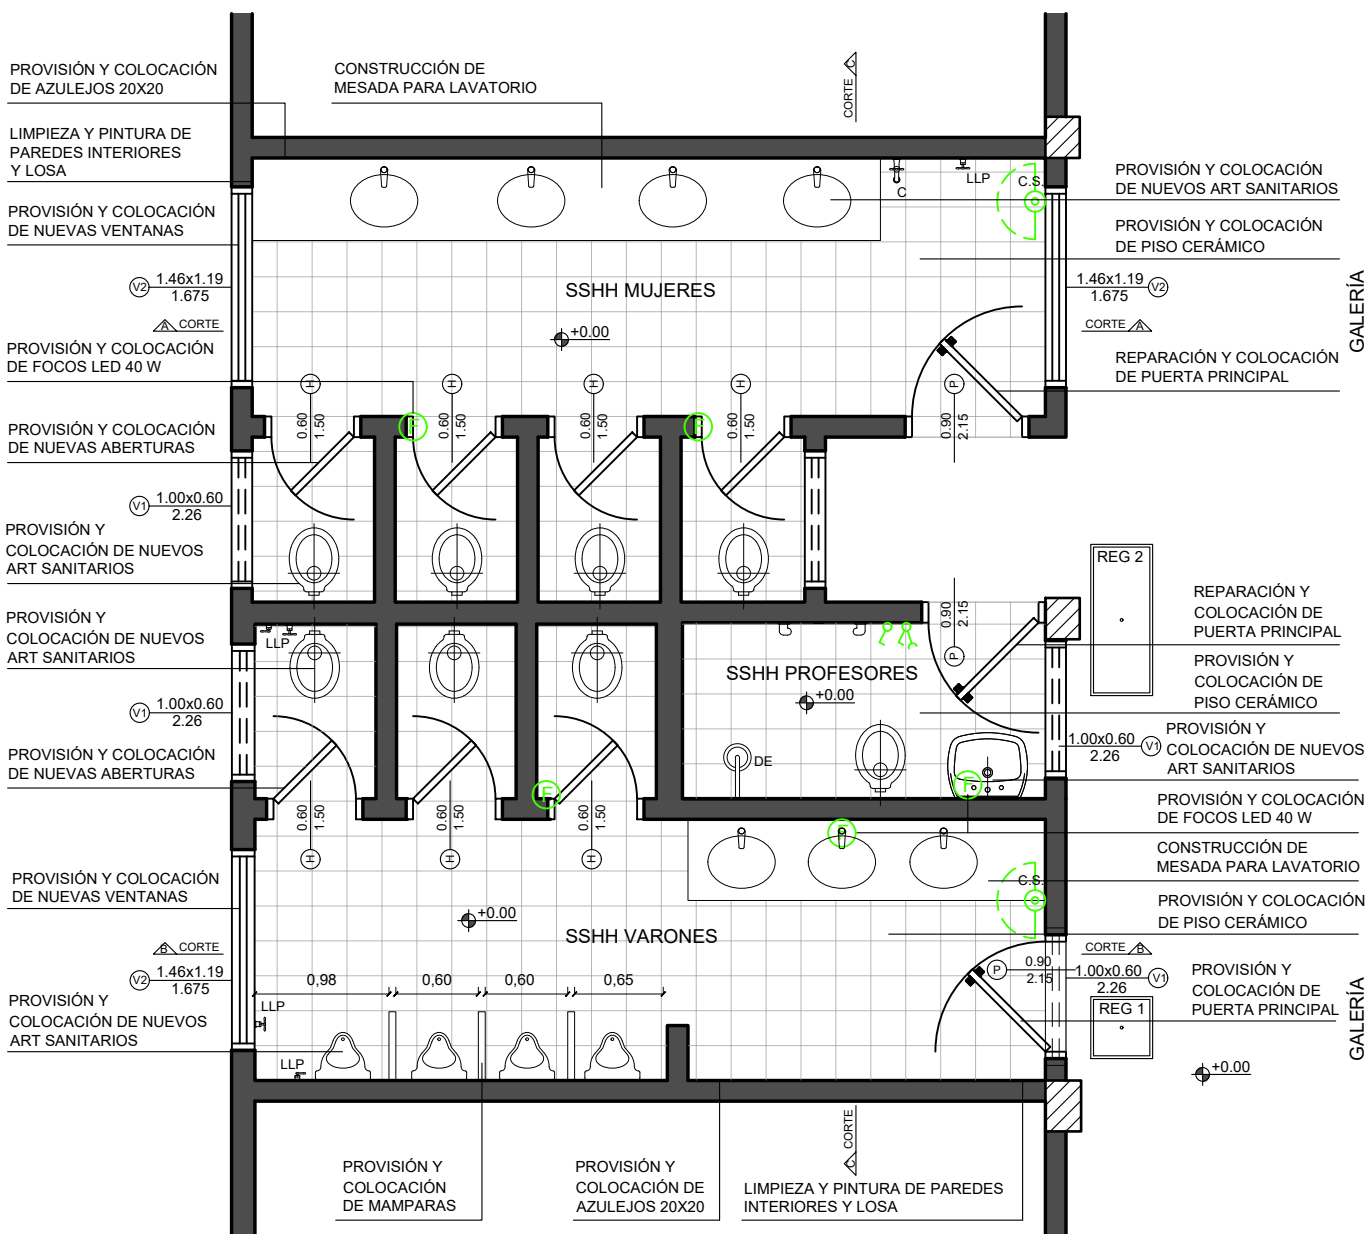 PROVISIÓN Y COLOCACIÓN
DE AZULEJOS 20X20
CONSTRUCCIÓN DE
MESADA PARA LAVATORIO
CORTE C
LIMPIEZA Y PINTURA DE
PAREDES INTERIORES
Y LOSA
PROVISIÓN Y COLOCACIÓN
DE NUEVAS VENTANAS
V2 1.46x1.19
1.675
A CORTE
PROVISIÓN Y COLOCACIÓN
DE FOCOS LED 40 W
PROVISIÓN Y COLOCACIÓN
DE NUEVAS ABERTURAS
V1 1.00x0.60
2.26
PROVISIÓN Y
COLOCACIÓN DE NUEVOS
ART SANITARIOS
PROVISIÓN Y
COLOCACIÓN DE NUEVOS
ART SANITARIOS
V1 1.00x0.60
2.26
PROVISIÓN Y COLOCACIÓN
DE NUEVAS ABERTURAS
PROVISIÓN Y COLOCACIÓN
DE NUEVAS VENTANAS
B CORTE
V2 1.46x1.19
1.675
PROVISIÓN Y
COLOCACIÓN DE NUEVOS
ART SANITARIOS
C
LLP
C.S.
SSHH MUJERES
+0.00
H
H
H
H
P
0.60
1.50
0.60
1.50
0.60
1.50
0.60
1.50
0.90
2.15
F
F
LLP
0.90
2.15
P
SSHH PROFESORES
+0.00
DE
F
F
F
0.60
1.50
0.60
1.50
0.60
1.50
H
H
H
C.S.
+0.00
SSHH VARONES
0,98
0,60
0,60
0,65
P 0.90
2.15
LLP
LLP
PROVISIÓN Y COLOCACIÓN
DE NUEVOS ART SANITARIOS
PROVISIÓN Y COLOCACIÓN
DE PISO CERÁMICO
1.46x1.19 V2
1.675
CORTE A
GALERÍA
REPARACIÓN Y COLOCACIÓN
DE PUERTA PRINCIPAL
REG 2
REPARACIÓN Y
COLOCACIÓN DE
PUERTA PRINCIPAL
PROVISIÓN Y
COLOCACIÓN DE
PISO CERÁMICO
1.00x0.60 V1
2.26
PROVISIÓN Y
COLOCACIÓN DE NUEVOS
ART SANITARIOS
PROVISIÓN Y COLOCACIÓN
DE FOCOS LED 40 W
CONSTRUCCIÓN DE
MESADA PARA LAVATORIO
PROVISIÓN Y COLOCACIÓN
DE PISO CERÁMICO
CORTE B
1.00x0.60 V1
2.26
PROVISIÓN Y
COLOCACIÓN DE
PUERTA PRINCIPAL
REG 1
GALERÍA
+0.00
PROVISIÓN Y
COLOCACIÓN
DE MAMPARAS
PROVISIÓN Y
COLOCACIÓN DE
AZULEJOS 20X20
C CORTE
LIMPIEZA Y PINTURA DE PAREDES
INTERIORES Y LOSA